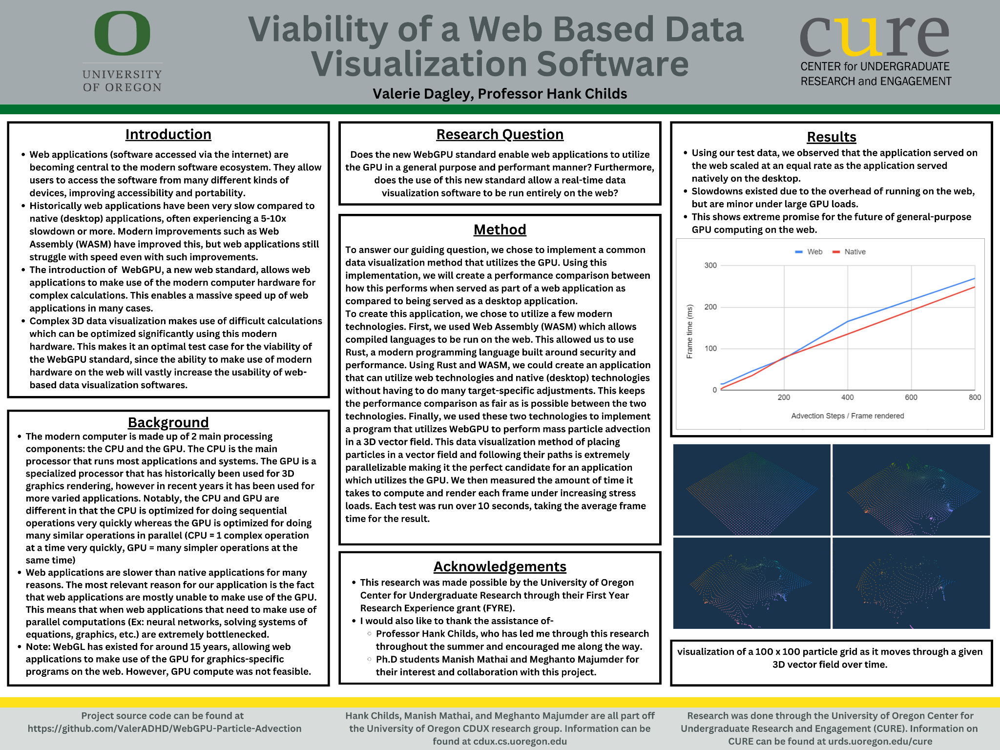 UNIVERSITY
OF OREGON
Viability of a Web Based Data
Visualization Software
Valerie Dagley, Professor Hank Childs
cure
CENTER for UNDERGRADUATE
RESEARCH and ENGAGEMENT
Introduction
• Web applications (software accessed via the internet) are
becoming central to the modern software ecosystem. They allow
users to access the software from many different kinds of
devices, improving accessibility and portability.
• Historically web applications have been very slow compared to
native (desktop) applications, often experiencing a 5-10x
slowdown or more. Modern improvements such as Web
Assembly (WASM) have improved this, but web applications still
struggle with speed even with such improvements.
• The introduction of  WebGPU, a new web standard, allows web
applications to make use of the modern computer hardware for
complex calculations. This enables a massive speed up of web
applications in many cases.
• Complex 3D data visualization makes use of difficult calculations
which can be optimized significantly using this modern
hardware. This makes it an optimal test case for the viability of
the WebGPU standard, since the ability to make use of modern
hardware on the web will vastly increase the usability of web-
based data visualization softwares.
Background
• The modern computer is made up of 2 main processing
components: the CPU and the GPU. The CPU is the main
processor that runs most applications and systems. The GPU is a
specialized processor that has historically been used for 3D
graphics rendering, however in recent years it has been used for
more varied applications. Notably, the CPU and GPU are
different in that the CPU is optimized for doing sequential
operations very quickly whereas the GPU is optimized for doing
many similar operations in parallel (CPU = 1 complex operation
at a time very quickly, GPU = many simpler operations at the
same time)
• Web applications are slower than native applications for many
reasons. The most relevant reason for our application is the fact
that web applications are mostly unable to make use of the GPU.
This means that when web applications that need to make use of
parallel computations (Ex: neural networks, solving systems of
equations, graphics, etc.) are extremely bottlenecked.
• Note: WebGL has existed for around 15 years, allowing web
applications to make use of the GPU for graphics-specific
programs on the web. However, GPU compute was not feasible.
Research Question
Does the new WebGPU standard enable web applications to utilize
the GPU in a general purpose and performant manner? Furthermore,
does the use of this new standard allow a real-time data
visualization software to be run entirely on the web?
Method
To answer our guiding question, we chose to implement a common
data visualization method that utilizes the GPU. Using this
implementation, we will create a performance comparison between
how this performs when served as part of a web application as
compared to being served as a desktop application.
To create this application, we chose to utilize a few modern
technologies. First, we used Web Assembly (WASM) which allows
compiled languages to be run on the web. This allowed us to use
Rust, a modern programming language built around security and
performance. Using Rust and WASM, we could create an application
that can utilize web technologies and native (desktop) technologies
without having to do many target-specific adjustments. This keeps
the performance comparison as fair as is possible between the two
technologies. Finally, we used these two technologies to implement
a program that utilizes WebGPU to perform mass particle advection
in a 3D vector field. This data visualization method of placing
particles in a vector field and following their paths is extremely
parallelizable making it the perfect candidate for an application
which utilizes the GPU. We then measured the amount of time it
takes to compute and render each frame under increasing stress
loads. Each test was run over 10 seconds, taking the average frame
time for the result.
Acknowledgements
• This research was made possible by the University of Oregon
Center for Undergraduate Research through their First Year
Research Experience grant (FYRE).
• I would also like to thank the assistance of-
◦ Professor Hank Childs, who has led me through this research
throughout the summer and encouraged me along the way.
◦ Ph.D students Manish Mathai and Meghanto Majumder for
their interest and collaboration with this project.
Results
• Using our test data, we observed that the application served on
the web scaled at an equal rate as the application served
natively on the desktop.
• Slowdowns existed due to the overhead of running on the web,
but are minor under large GPU loads.
• This shows extreme promise for the future of general-purpose
GPU computing on the web.
Web Native
300
200
100
0
Frame time (ms)
200 400 600 800
Advection Steps / Frame rendered
visualization of a 100 x 100 particle grid as it moves through a given
3D vector field over time.
Project source code can be found at
https://github.com/ValerADHD/WebGPU-Particle-Advection
Hank Childs, Manish Mathai, and Meghanto Majumder are all part off
the University of Oregon CDUX research group. Information can be
found at cdux.cs.uoregon.edu
Research was done through the University of Oregon Center for
Undergraduate Research and Engagement (CURE). Information on
CURE can be found at urds.uoregon.edu/cure